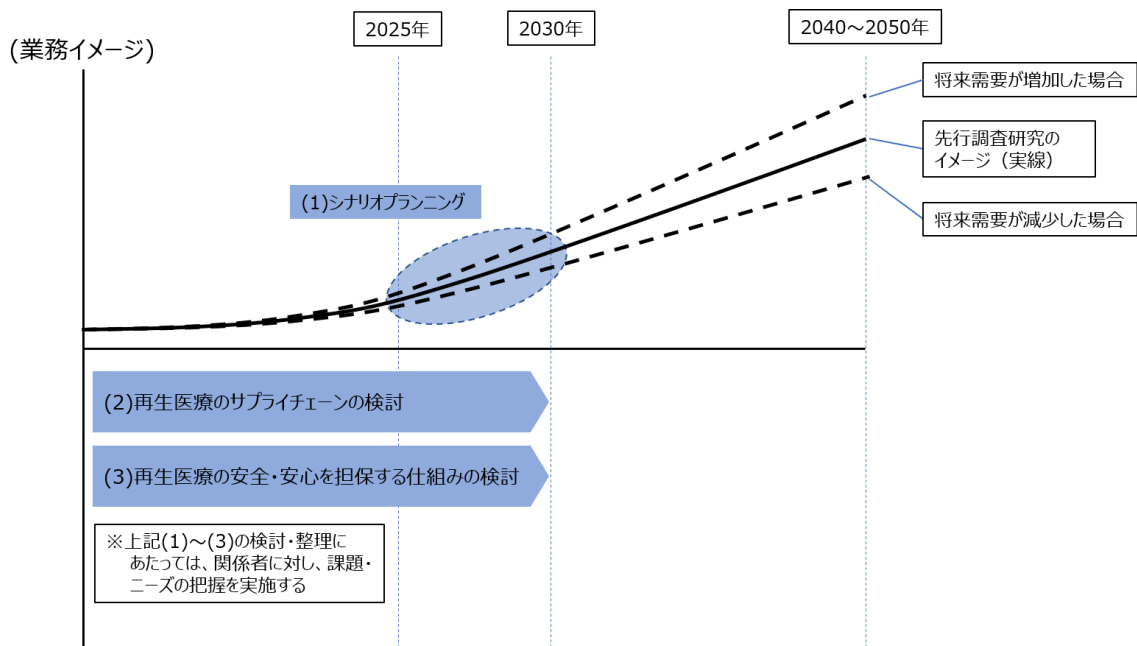 (業務イメージ)
2025年
2030年
2040～2050年
将来需要が増加した場合
先行調査研究の
イメージ（実線）
将来需要が減少した場合
(1)シナリオプランニング
(2)再生医療のサプライチェーンの検討
(3)再生医療の安全・安心を担保する仕組みの検討
※上記(1)～(3)の検討・整理に
あたっては、関係者に対し、課題・
ニーズの把握を実施する